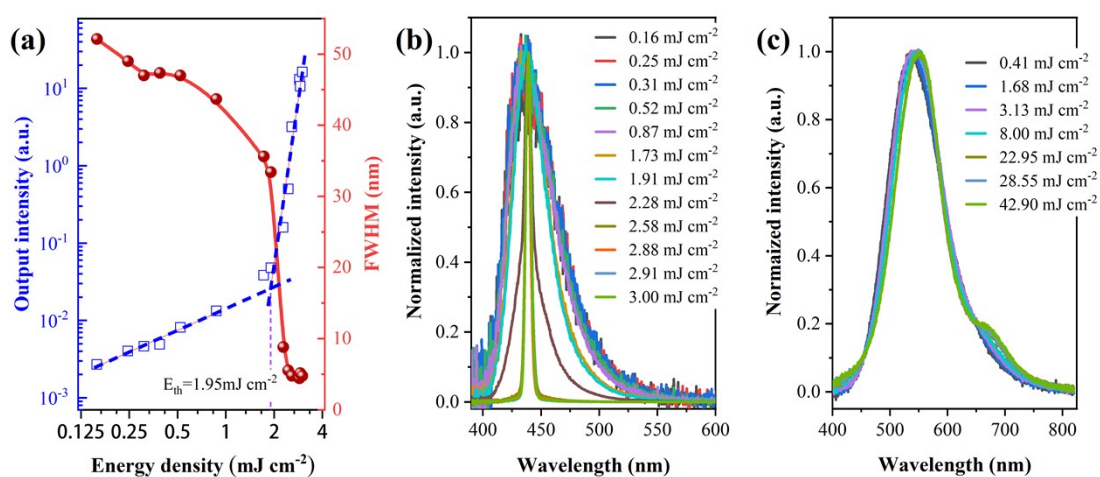 (a)
Output intensity (a.u.)
10¹
10⁰
10⁻¹
10⁻²
10⁻³
0.125
0.25
0.5
1
2
4
Energy density (mJ cm⁻²)
E_th=1.95mJ cm⁻²
50
40
30
20
10
0
FWHM (nm)
(b)
Normalized intensity (a.u.)
1.0
0.8
0.6
0.4
0.2
0.0
400
450
500
550
600
Wavelength (nm)
0.16 mJ cm⁻²
0.25 mJ cm⁻²
0.31 mJ cm⁻²
0.52 mJ cm⁻²
0.87 mJ cm⁻²
1.73 mJ cm⁻²
1.91 mJ cm⁻²
2.28 mJ cm⁻²
2.58 mJ cm⁻²
2.88 mJ cm⁻²
2.91 mJ cm⁻²
3.00 mJ cm⁻²
(c)
Normaized intensity (a.u.)
1.0
0.8
0.6
0.4
0.2
0.0
400
500
600
700
800
Wavelength (nm)
0.41 mJ cm⁻²
1.68 mJ cm⁻²
3.13 mJ cm⁻²
8.00 mJ cm⁻²
22.95 mJ cm⁻²
28.55 mJ cm⁻²
42.90 mJ cm⁻²